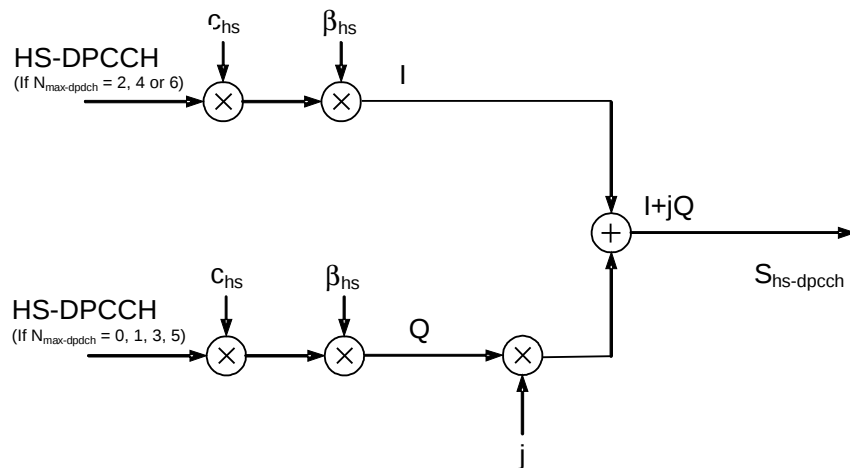 c_hs β_hs
HS-DPCCH
(If N_max-dpdch = 2, 4 or 6)
I
I+jQ
S_hs-dpcch
c_hs β_hs
HS-DPCCH
(If N_max-dpdch = 0, 1, 3, 5)
Q
j